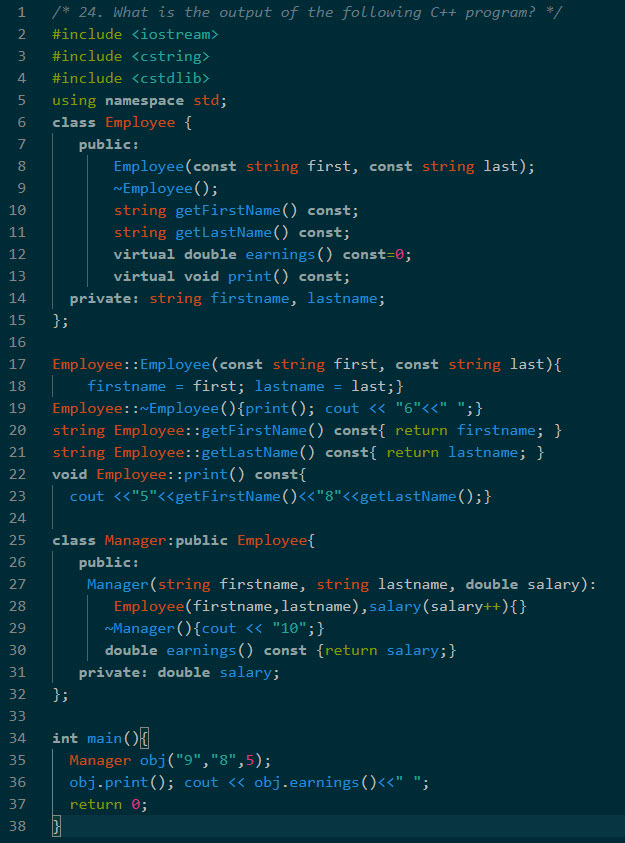 1 /* 24. What is the output of the following C++ program? */
2 #include <iostream>
3 #include <cstring>
4 #include <cstdlib>
5 using namespace std;
6 class Employee {
7 public:
8 Employee(const string first, const string last);
9 ~Employee();
10 string getFirstName() const;
11 string getLastName() const;
12 virtual double earnings() const=0;
13 virtual void print() const;
14 private: string firstname, lastname;
15 };
16
17 Employee::Employee(const string first, const string last){
18 firstname = first; lastname = last;}
19 Employee::~Employee(){print(); cout << "6"<<" ";}
20 string Employee::getFirstName() const{ return firstname; }
21 string Employee::getLastName() const{ return lastname; }
22 void Employee::print() const{
23 cout <<"5"<<getFirstName()<<"8"<<getLastName();}
24
25 class Manager:public Employee{
26 public:
27 Manager(string firstname, string lastname, double salary):
28 Employee(firstname,lastname),salary(salary++){}
29 ~Manager(){cout << "10";}
30 double earnings() const {return salary;}
31 private: double salary;
32 };
33
34 int main(){
35 Manager obj("9","8",5);
36 obj.print(); cout << obj.earnings()<<" ";
37 return 0;
38 }